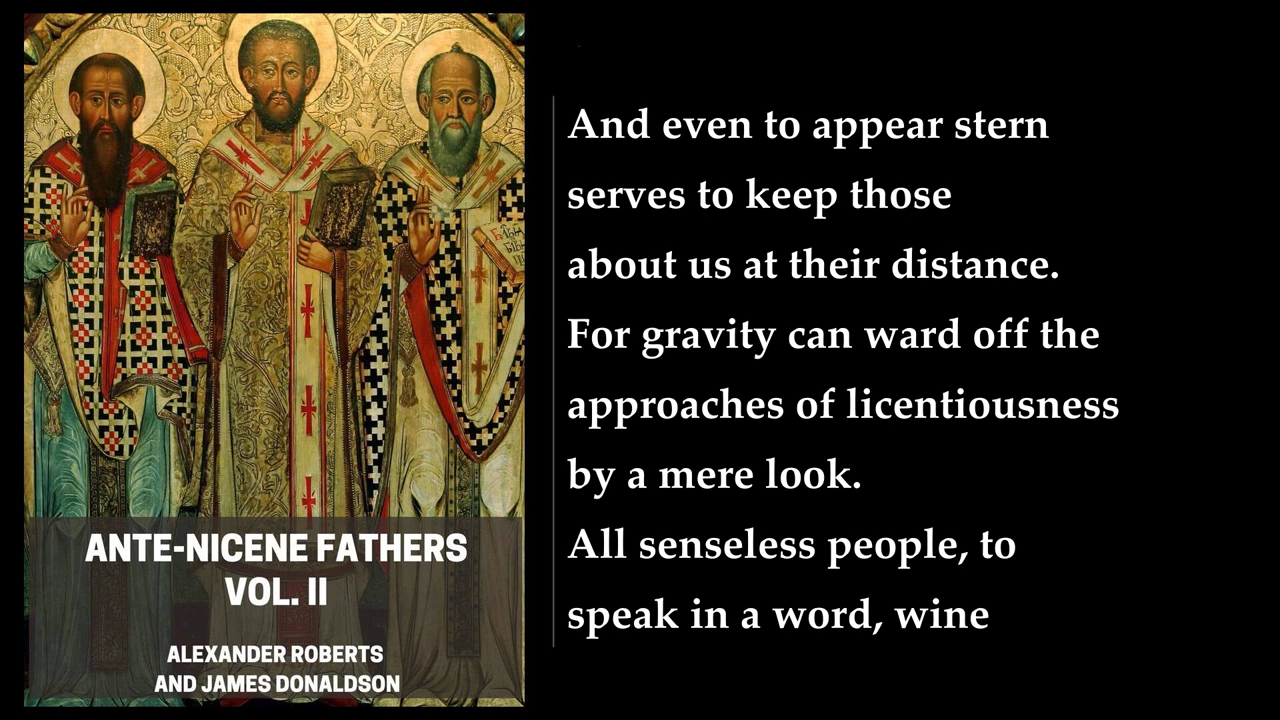 ANTE-NICENE FATHERS
VOL. II
ALEXANDER ROBERTS
AND JAMES DONALDSON
And even to appear stern
serves to keep those
about us at their distance.
For gravity can ward off the
approaches of licentiousness
by a mere look.
All senseless people, to
speak in a word, wine